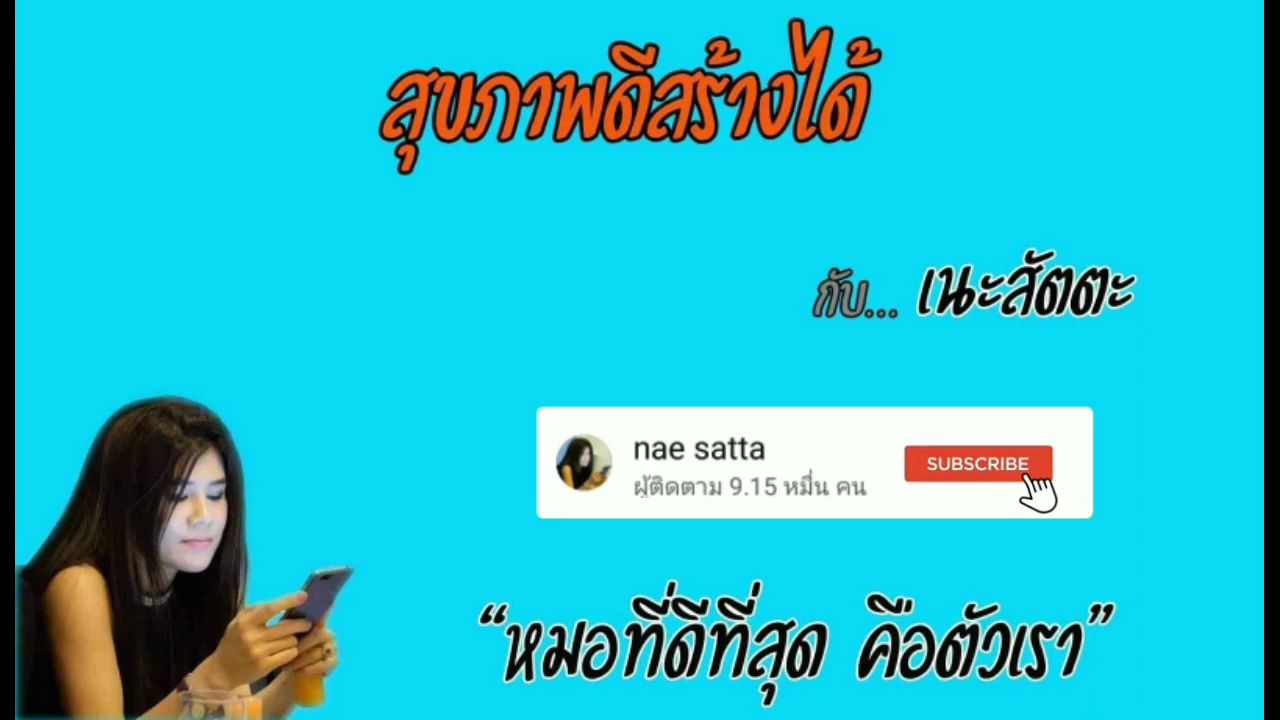 สุขภาพดีสร้างได้
กับ... เนะสัตตะ
nae satta
ผู้ติดตาม 9.15 หมื่น คน
SUBSCRIBE
“หมอที่ดีที่สุด คือตัวเรา”